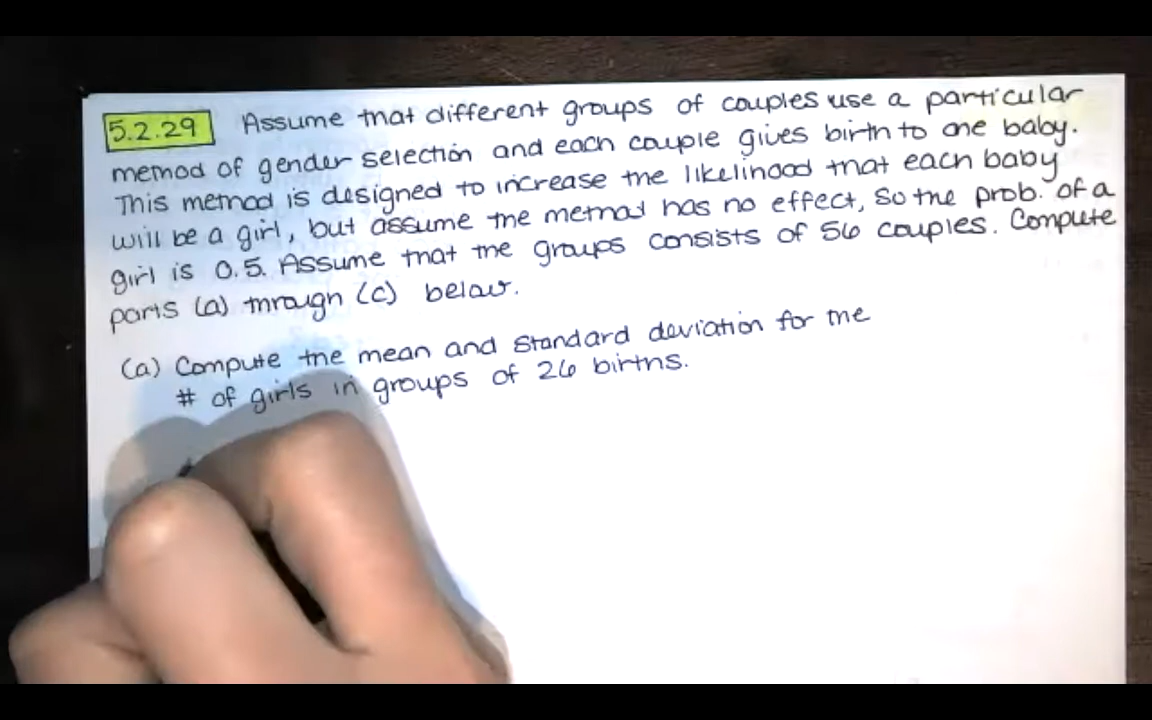 5.2.29 Assume that different groups of couples use a particular
method of gender selection and each couple gives birth to one baby.
This method is designed to increase the likelihood that each baby
will be a girl, but assume the method has no effect, so the prob. of a
girl is 0.5. Assume that the groups consists of 56 couples. Compute
parts (a) through (c) below.
(a) Compute the mean and standard deviation for the
# of girls in groups of 26 births.